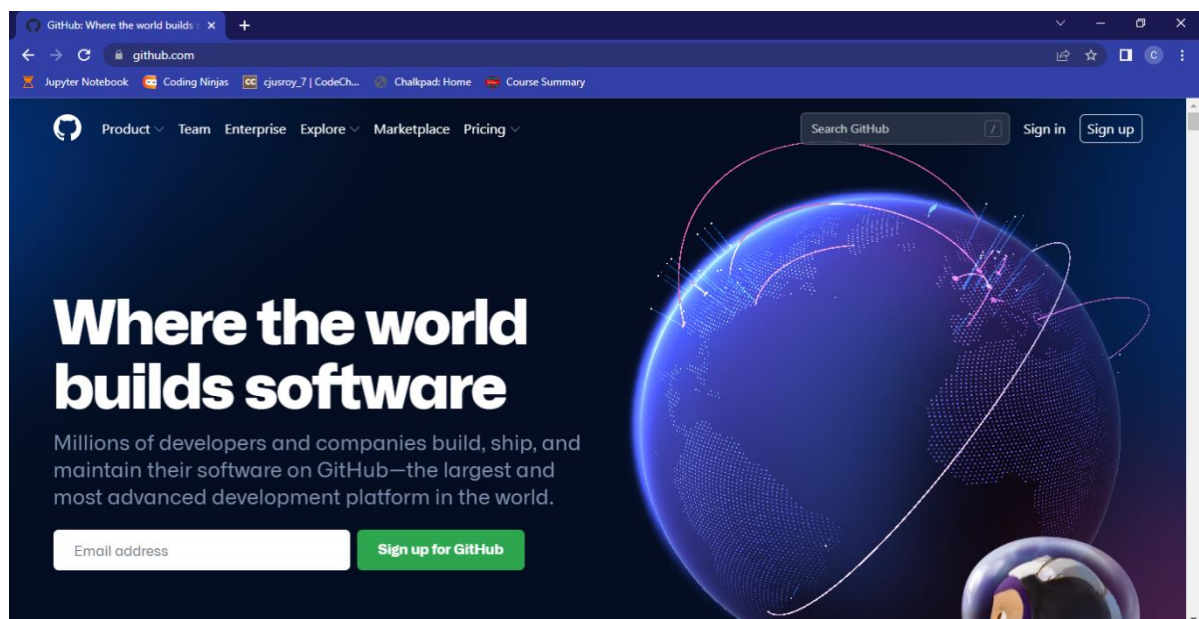 GitHub: Where the world builds s
github.com
Jupyter Notebook Coding Ninjas CC cjusroy_7 | CodeCh... Chalkpad: Home Course Summary
Product Team Enterprise Explore Marketplace Pricing Search GitHub / Sign in Sign up
Where the world
builds software
Millions of developers and companies build, ship, and
maintain their software on GitHub—the largest and
most advanced development platform in the world.
Email address Sign up for GitHub
C